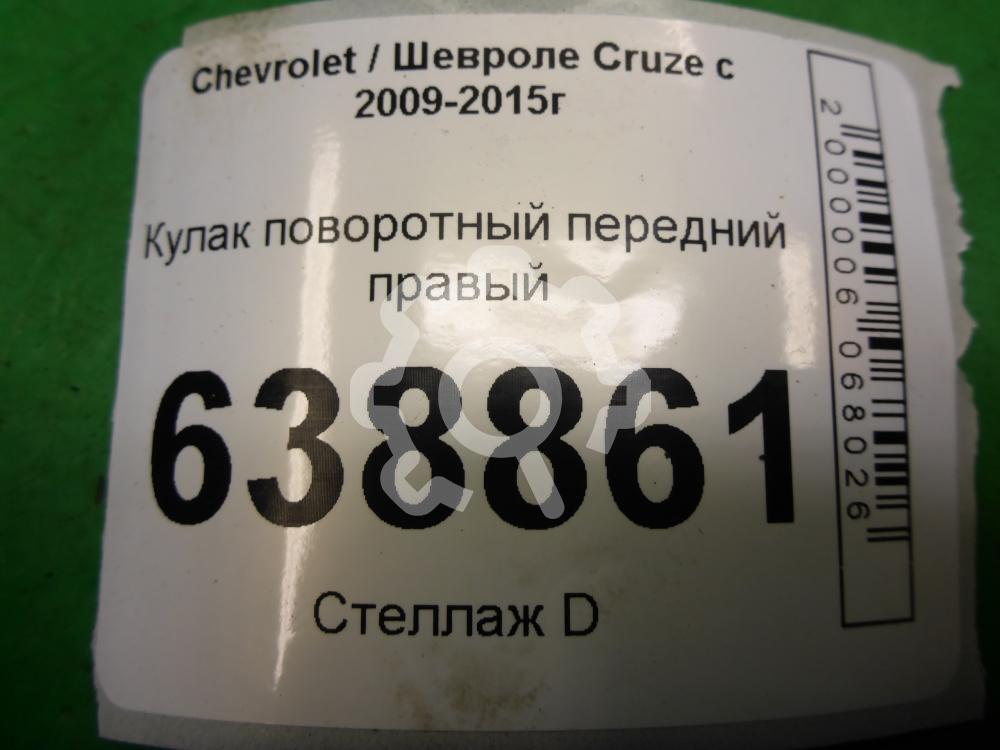 Chevrolet / Шевроле Cruze с
2009-2015г
Кулак поворотный передний
правый
638861
Стеллаж D
2000006068026